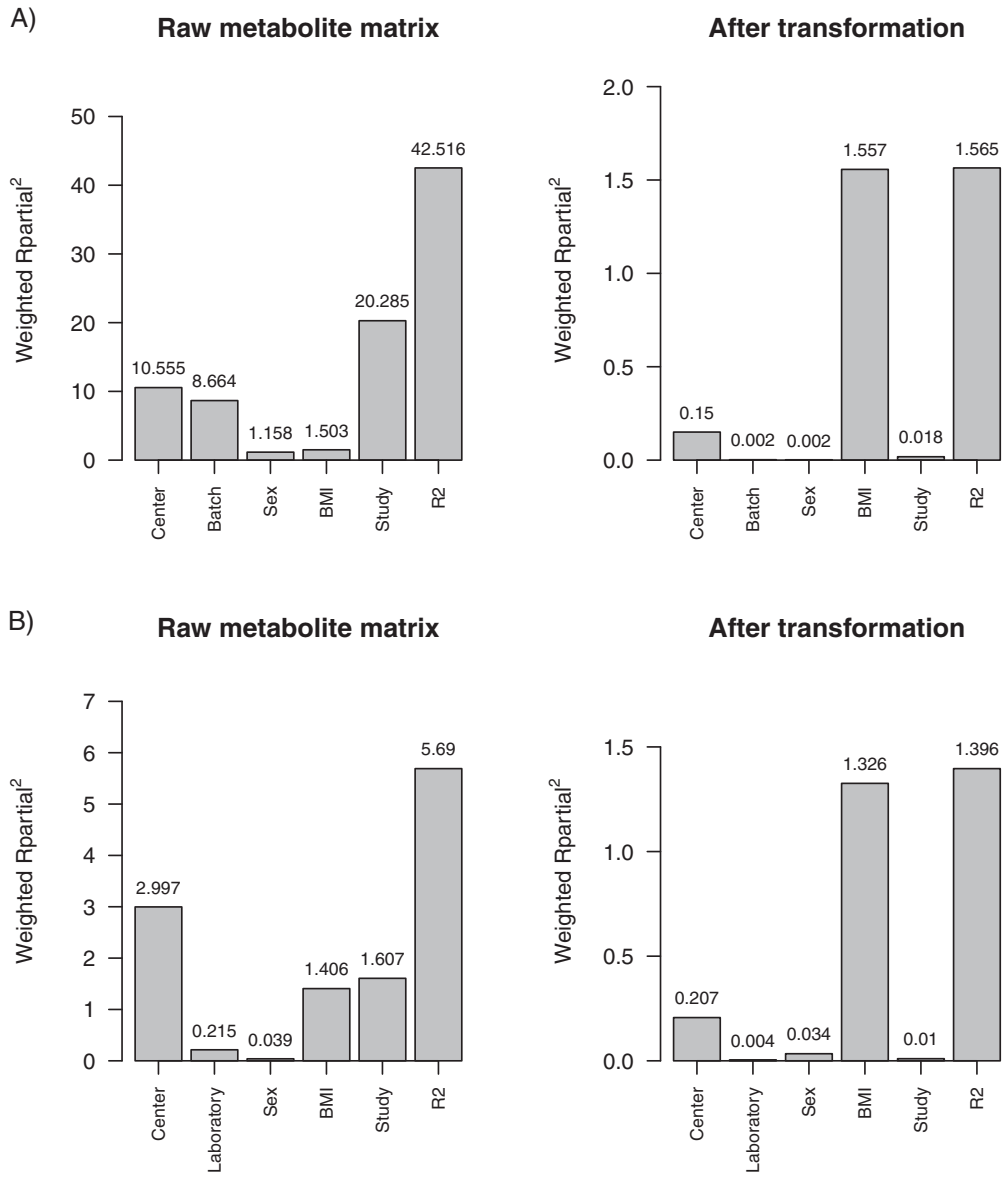 A)
Raw metabolite matrix
Weighted Rpartial²
50
40
30
20
10
0
10.555
8.664
1.158
1.503
20.285
42.516
Center
Batch
Sex
BMI
Study
R2
After transformation
Weighted Rpartial²
2.0
1.5
1.0
0.5
0.0
0.15
0.002
0.002
1.557
0.018
1.565
Center
Batch
Sex
BMI
Study
R2
B)
Raw metabolite matrix
Weighted Rpartial²
7
6
5
4
3
2
1
0
2.997
0.215
0.039
1.406
1.607
5.69
Center
Laboratory
Sex
BMI
Study
R2
After transformation
Weighted Rpartial²
1.5
1.0
0.5
0.0
0.207
0.004
0.034
1.326
0.01
1.396
Center
Laboratory
Sex
BMI
Study
R2